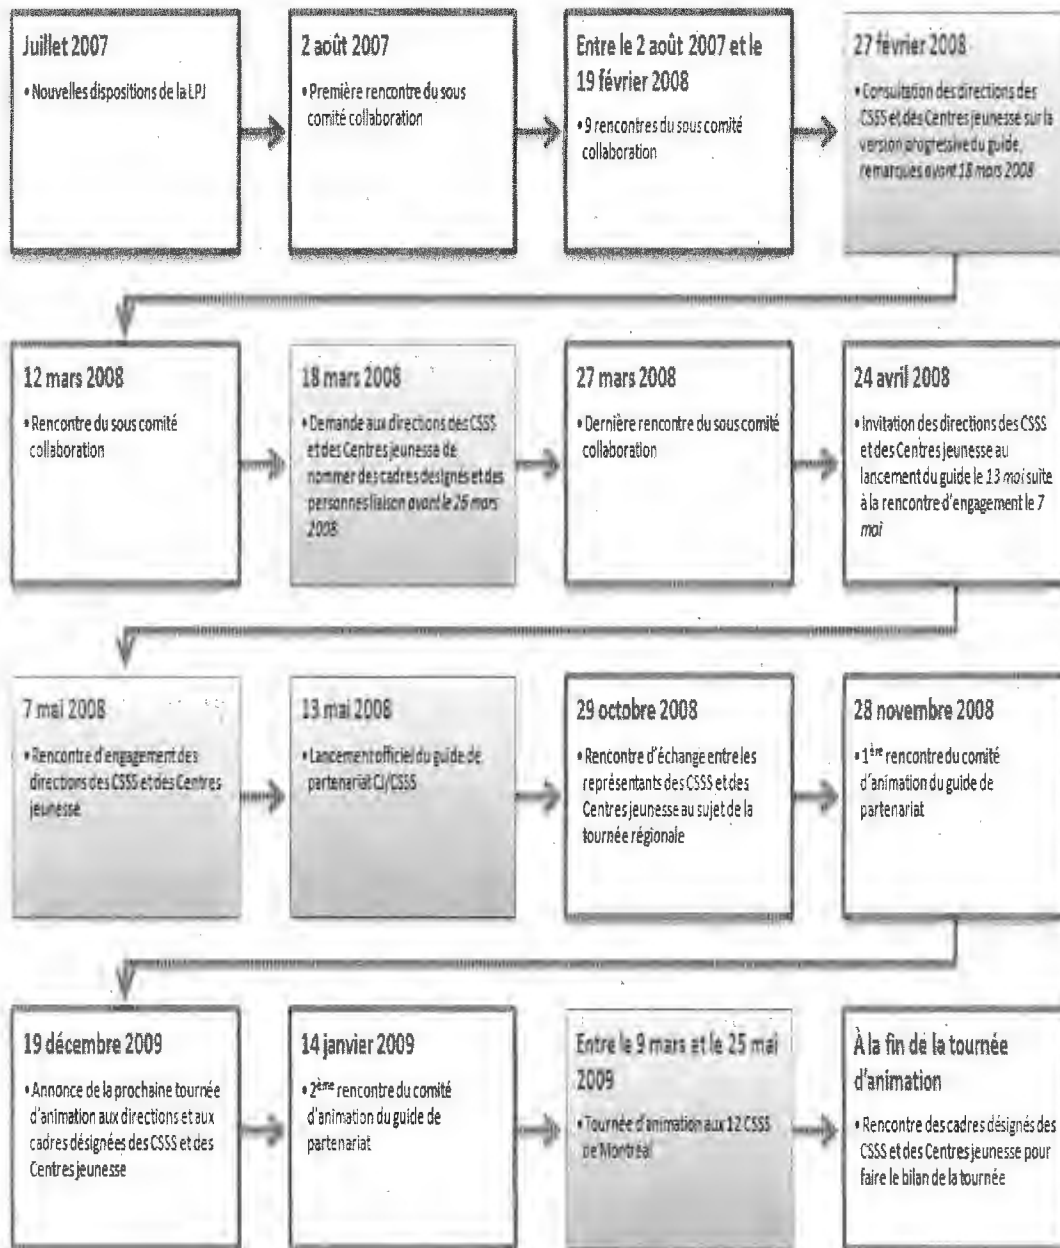 Juillet 2007
• Nouvelles dispositions de la LPJ
2 août 2007
• Première rencontre du sous
comité collaboration
Entre le 2 août 2007 et le
19 février 2008
• 9 rencontres du sous comité
collaboration
27 février 2008
• Consultation des directions des
CSSS et des Centres jeunesse sur la
version progressive du guide,
remarques avant 18 mars 2008
12 mars 2008
• Rencontre du sous comité
collaboration
18 mars 2008
• Demande aux directions des CSSS
et des Centres jeunesse de
nommer des cadres désignés et des
personnes liaison avant le 25 mars
2008
27 mars 2008
• Dernière rencontre du sous comité
collaboration
24 avril 2008
• Invitation des directions des CSSS
et des Centres jeunesse au
lancement du guide le 13 mai suite
à la rencontre d'engagement le 7
mai
7 mai 2008
• Rencontre d'engagement des
directions des CSSS et des Centres
jeunesse
13 mai 2008
• Lancement officiel du guide de
partenariat CJ/CSSS
29 octobre 2008
• Rencontre d'échange entre les
représentants des CSSS et des
Centres jeunesse au sujet de la
tournée régionale
28 novembre 2008
• 1ère rencontre du comité
d'animation du guide de
partenariat
19 décembre 2009
• Annonce de la prochaine tournée
d'animation aux directions et aux
cadres désignées des CSSS et des
Centres jeunesse
14 janvier 2009
• 2ème rencontre du comité
d'animation du guide de
partenariat
Entre le 9 mars et le 25 mai
2009
• Tournée d'animation aux 12 CSSS
de Montréal
À la fin de la tournée
d'animation
• Rencontre des cadres désignés des
CSSS et des Centres jeunesse pour
faire le bilan de la tournée